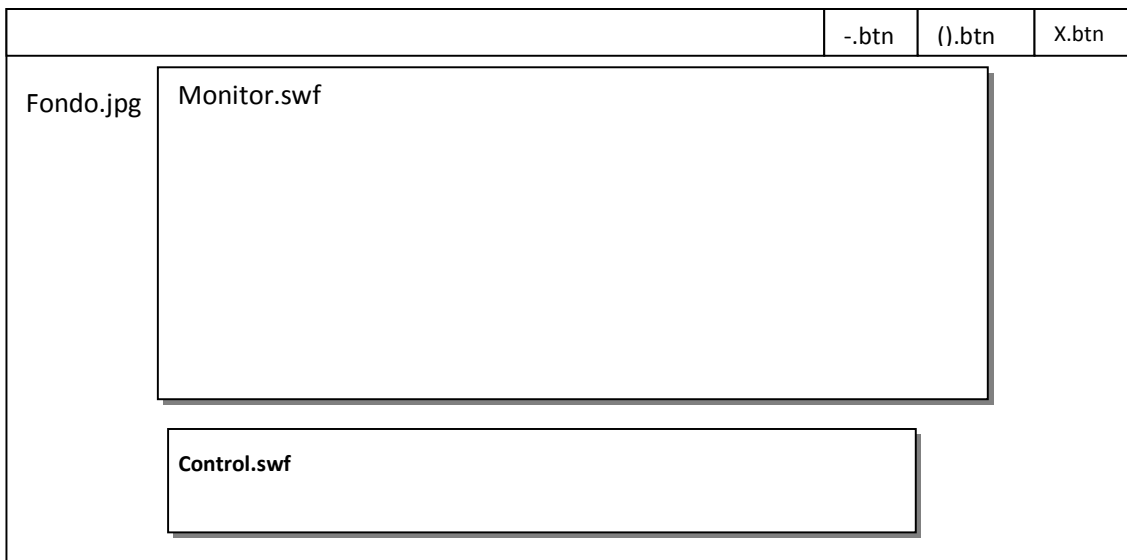 -.btn
().btn
X.btn
Fondo.jpg
Monitor.swf
Control.swf